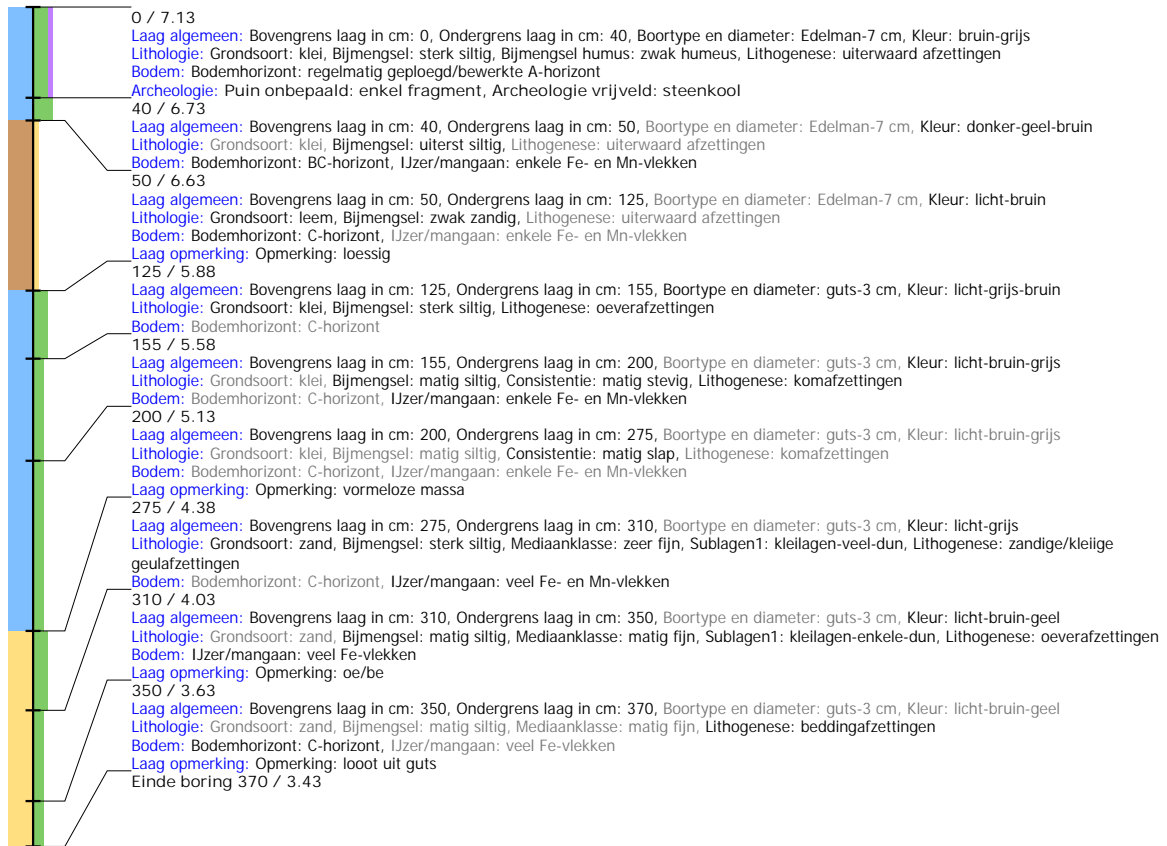 0 / 7.13
Laag algemeen: Bovengrens laag in cm: 0, Ondergrens laag in cm: 40, Boortype en diameter: Edelman-7 cm, Kleur: bruin-grijs
Lithologie: Grondsoort: klei, Bijmengsel: sterk siltig, Bijmengsel humus: zwak humeus, Lithogenese: uiterwaard afzettingen
Bodem: Bodemhorizont: regelmatig geploegd/bewerkte A-horizont
Archeologie: Puin onbepaald: enkel fragment, Archeologie vrijveld: steenkool
40 / 6.73
Laag algemeen: Bovengrens laag in cm: 40, Ondergrens laag in cm: 50, Boortype en diameter: Edelman-7 cm, Kleur: donker-geel-bruin
Lithologie: Grondsoort: klei, Bijmengsel: uiterst siltig, Lithogenese: uiterwaard afzettingen
Bodem: Bodemhorizont: BC-horizont, IJzer/mangaan: enkele Fe- en Mn-vlekken
50 / 6.63
Laag algemeen: Bovengrens laag in cm: 50, Ondergrens laag in cm: 125, Boortype en diameter: Edelman-7 cm, Kleur: licht-bruin
Lithologie: Grondsoort: leem, Bijmengsel: zwak zandig, Lithogenese: uiterwaard afzettingen
Bodem: Bodemhorizont: C-horizont, IJzer/mangaan: enkele Fe- en Mn-vlekken
Laag opmerking: Opmerking: loessig
125 / 5.88
Laag algemeen: Bovengrens laag in cm: 125, Ondergrens laag in cm: 155, Boortype en diameter: guts-3 cm, Kleur: licht-grijs-bruin
Lithologie: Grondsoort: klei, Bijmengsel: sterk siltig, Lithogenese: oeverafzettingen
Bodem: Bodemhorizont: C-horizont
155 / 5.58
Laag algemeen: Bovengrens laag in cm: 155, Ondergrens laag in cm: 200, Boortype en diameter: guts-3 cm, Kleur: licht-bruin-grijs
Lithologie: Grondsoort: klei, Bijmengsel: matig siltig, Consistentie: matig stevig, Lithogenese: komafzettingen
Bodem: Bodemhorizont: C-horizont, IJzer/mangaan: enkele Fe- en Mn-vlekken
200 / 5.13
Laag algemeen: Bovengrens laag in cm: 200, Ondergrens laag in cm: 275, Boortype en diameter: guts-3 cm, Kleur: licht-bruin-grijs
Lithologie: Grondsoort: klei, Bijmengsel: matig siltig, Consistentie: matig slap, Lithogenese: komafzettingen
Bodem: Bodemhorizont: C-horizont, IJzer/mangaan: enkele Fe- en Mn-vlekken
Laag opmerking: Opmerking: vormeloze massa
275 / 4.38
Laag algemeen: Bovengrens laag in cm: 275, Ondergrens laag in cm: 310, Boortype en diameter: guts-3 cm, Kleur: licht-grijs
Lithologie: Grondsoort: zand, Bijmengsel: sterk siltig, Mediaanklasse: zeer fijn, Sublagen1: kleilagen-veel-dun, Lithogenese: zandige/kleiige
geulafzettingen
Bodem: Bodemhorizont: C-horizont, IJzer/mangaan: veel Fe- en Mn-vlekken
310 / 4.03
Laag algemeen: Bovengrens laag in cm: 310, Ondergrens laag in cm: 350, Boortype en diameter: guts-3 cm, Kleur: licht-bruin-geel
Lithologie: Grondsoort: zand, Bijmengsel: matig siltig, Mediaanklasse: matig fijn, Sublagen1: kleilagen-enkele-dun, Lithogenese: oeverafzettingen
Bodem: IJzer/mangaan: veel Fe-vlekken
Laag opmerking: Opmerking: oe/be
350 / 3.63
Laag algemeen: Bovengrens laag in cm: 350, Ondergrens laag in cm: 370, Boortype en diameter: guts-3 cm, Kleur: licht-bruin-geel
Lithologie: Grondsoort: zand, Bijmengsel: matig siltig, Mediaanklasse: matig fijn, Lithogenese: beddingafzettingen
Bodem: Bodemhorizont: C-horizont, IJzer/mangaan: veel Fe-vlekken
Laag opmerking: Opmerking: looot uit guts
Einde boring 370 / 3.43